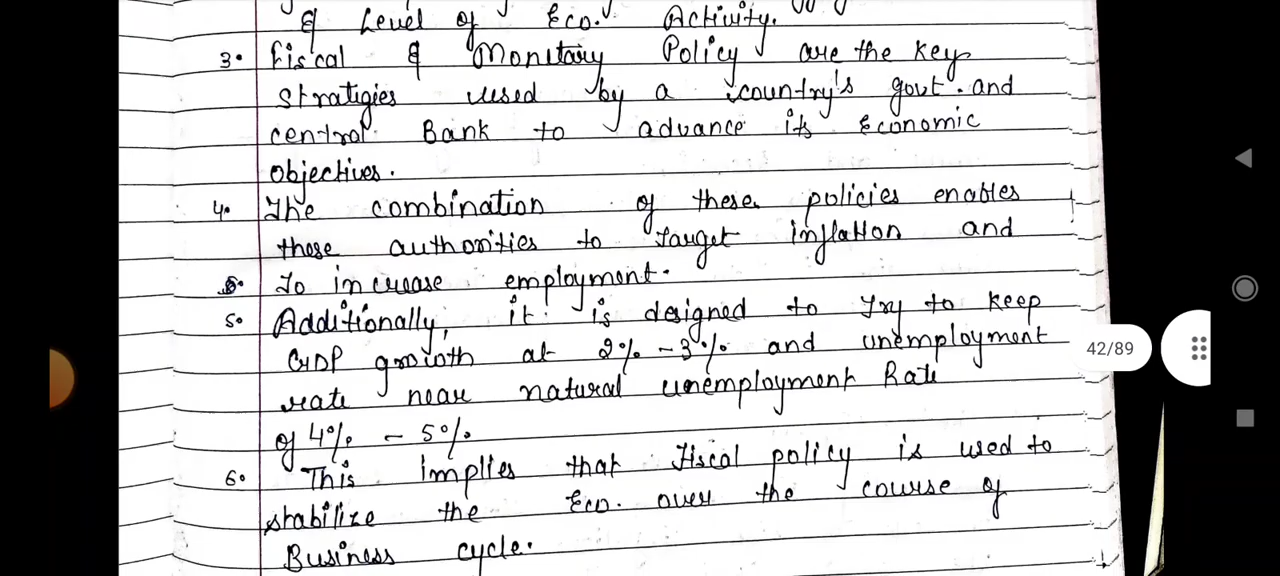 & Level of Eco. Activity.
3. Fiscal & Monetary Policy are the key
stratigies used by a country's govt. and
central Bank to advance its Economic
objectives.
4. The combination of these policies enables
these authorities to target inflation and
to increase employment.
5. Additionally, it is designed to try to keep
GDP growth at 2% - 3% and unemployment
rate near natural unemployment Rate
of 4% - 5%
6. This implies that fiscal policy is used to
stabilize the Eco. over the course of
Business cycle.
42/89